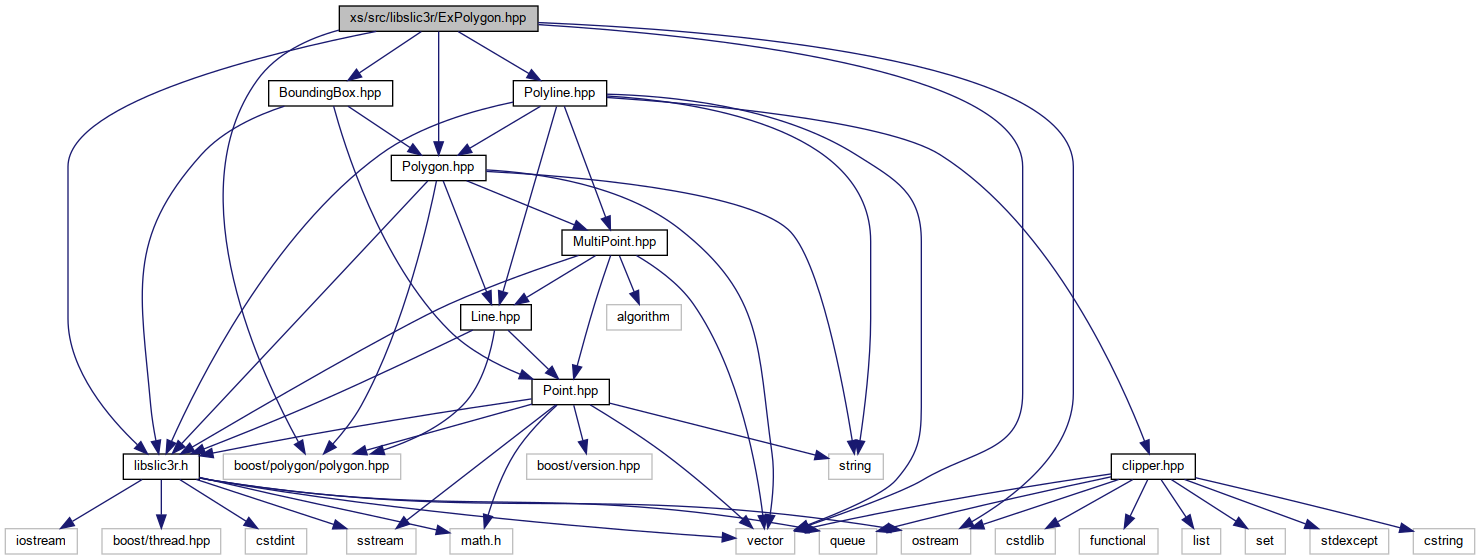 xs/src/libslic3r/ExPolygon.hpp
BoundingBox.hpp
Polyline.hpp
Polygon.hpp
MultiPoint.hpp
Line.hpp
algorithm
Point.hpp
libslic3r.h
boost/polygon/polygon.hpp
boost/version.hpp
string
clipper.hpp
iostream
boost/thread.hpp
cstdint
sstream
math.h
vector
queue
ostream
cstdlib
functional
list
set
stdexcept
cstring